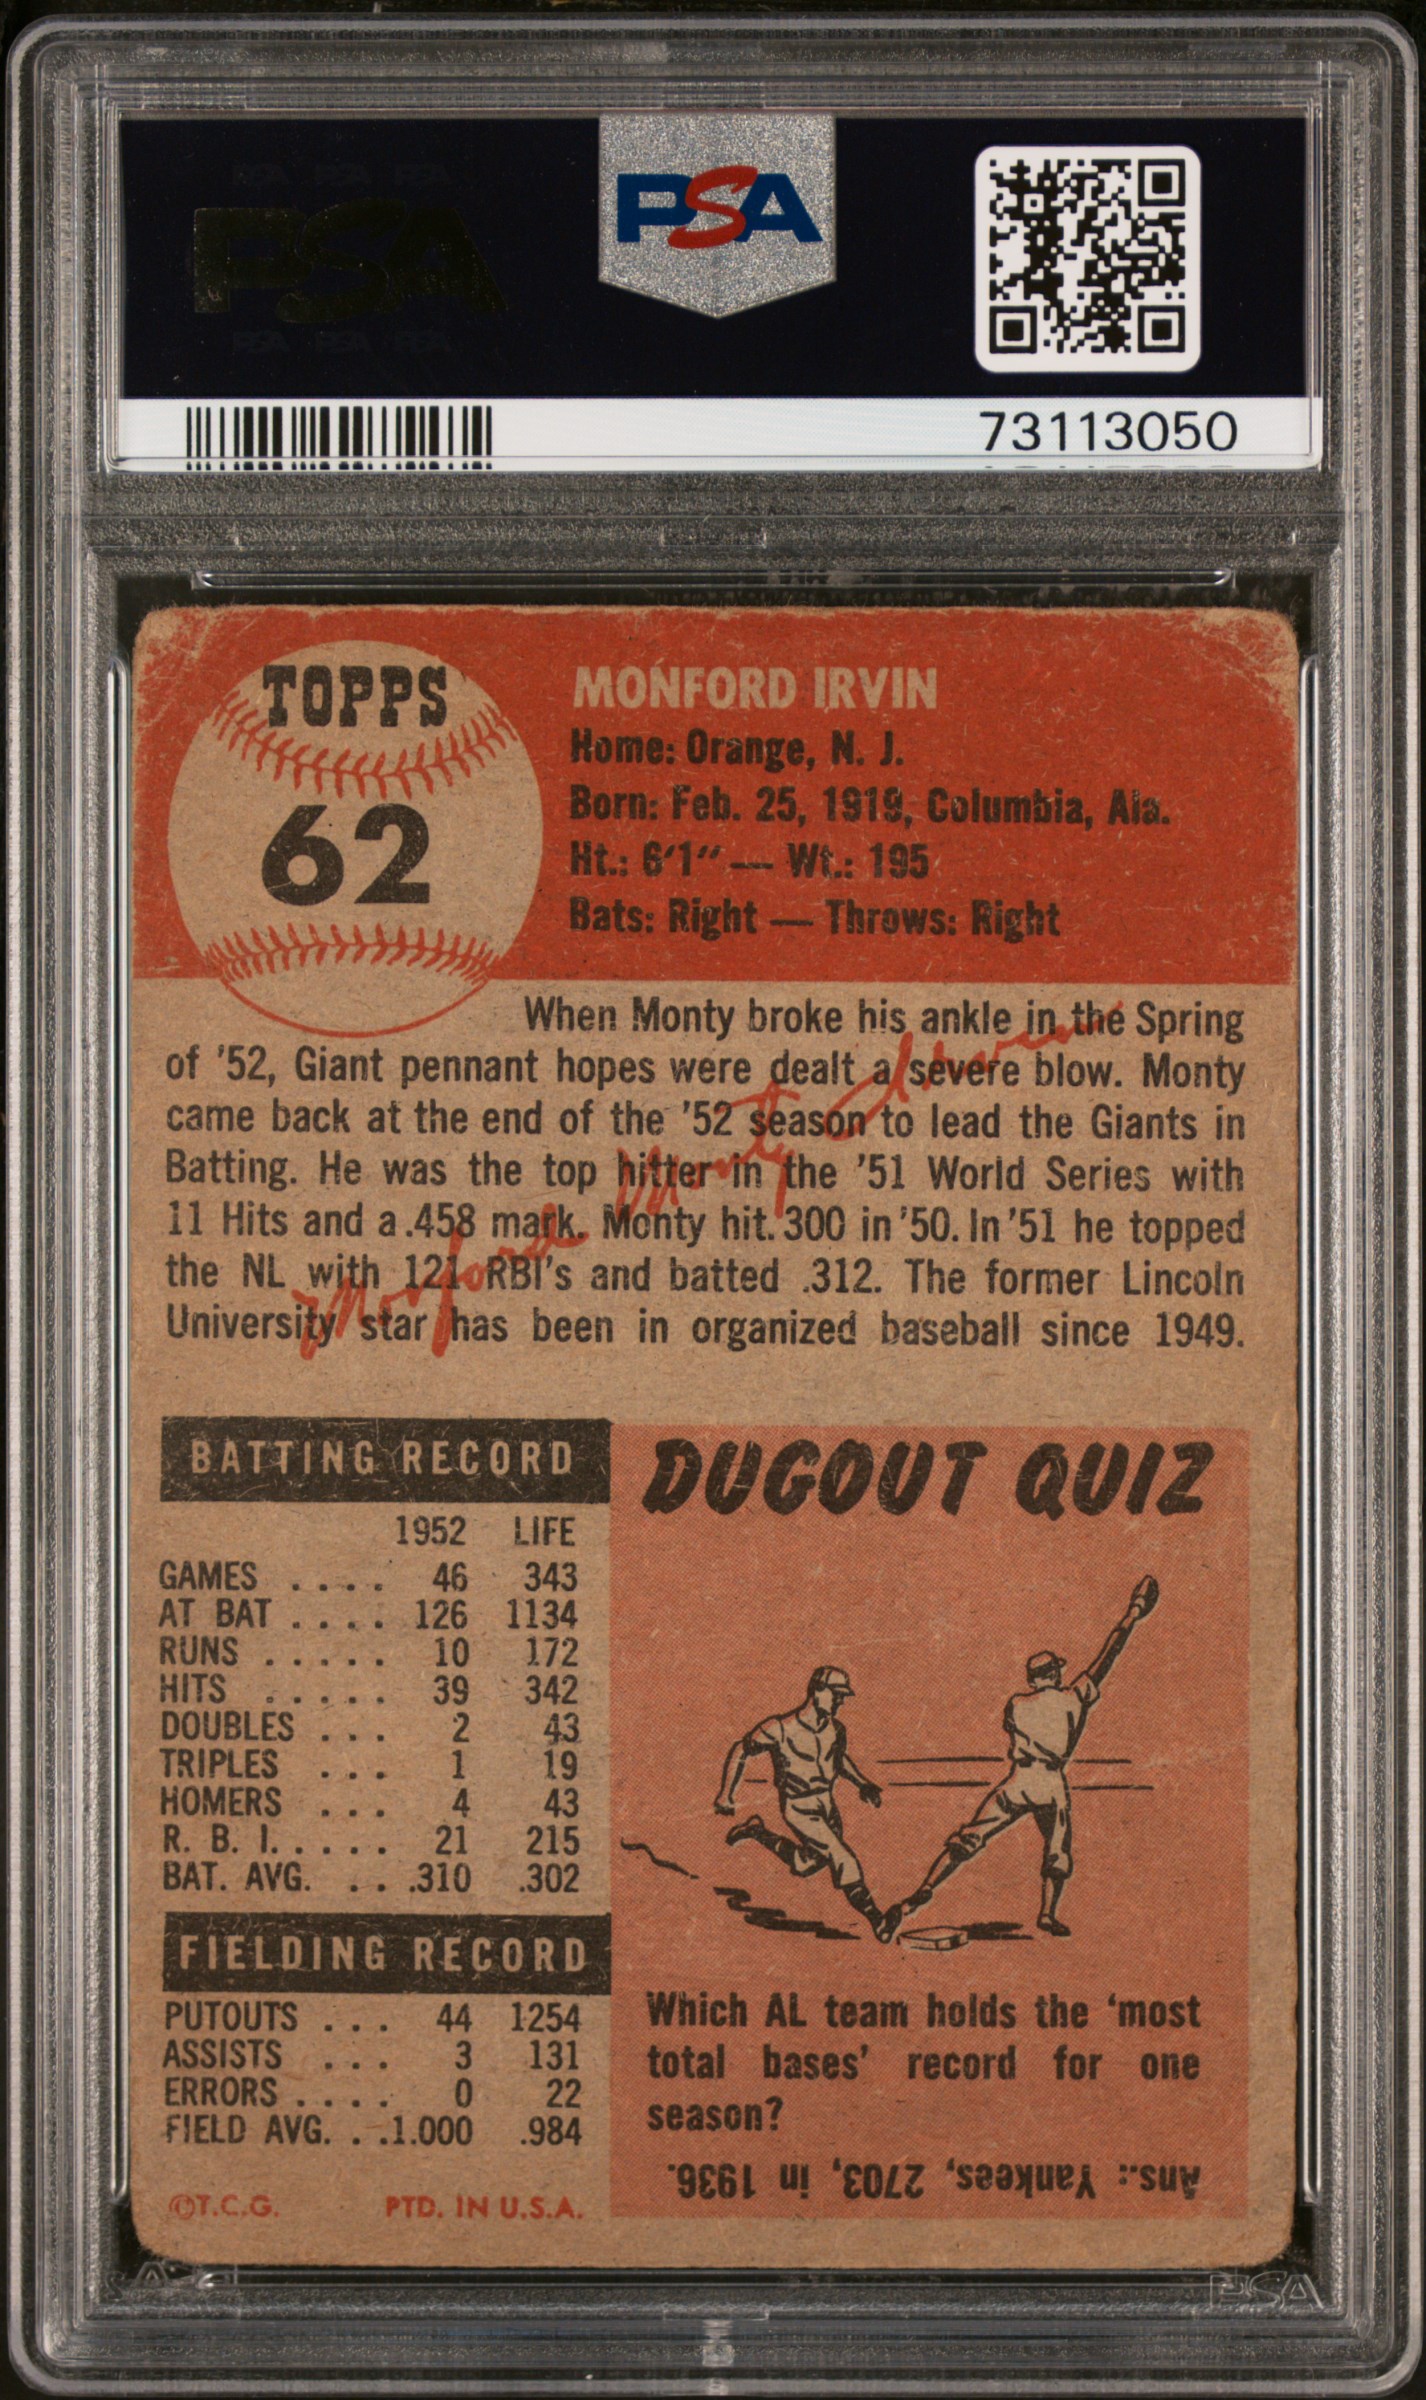 PSA
PSA
73113050
TOPPS
62
MONFORD IRVIN
Home: Orange, N. J.
Born: Feb. 25, 1919, Columbia, Ala.
Ht.: 6'1" — Wt.: 195
Bats: Right — Throws: Right
When Monty broke his ankle in the Spring
of '52, Giant pennant hopes were dealt a severe blow. Monty
came back at the end of the '52 season to lead the Giants in
Batting. He was the top hitter in the '51 World Series with
11 Hits and a .458 mark. Monty hit .300 in '50. In '51 he topped
the NL with 121 RBI's and batted .312. The former Lincoln
University star has been in organized baseball since 1949.
Monford Monty Irvin
BATTING RECORD
1952 LIFE
GAMES .... 46 343
AT BAT .... 126 1134
RUNS ..... 10 172
HITS ..... 39 342
DOUBLES ... 2 43
TRIPLES ... 1 19
HOMERS ... 4 43
R. B. I. .... 21 215
BAT. AVG. .. .310 .302
FIELDING RECORD
PUTOUTS ... 44 1254
ASSISTS ... 3 131
ERRORS .... 0 22
FIELD AVG. .. 1.000 .984
©T.C.G. PTD. IN U.S.A.
DUGOUT QUIZ
Which AL team holds the 'most
total bases' record for one
season?
Ans.: Yankees, 2703, in 1936.
PSA